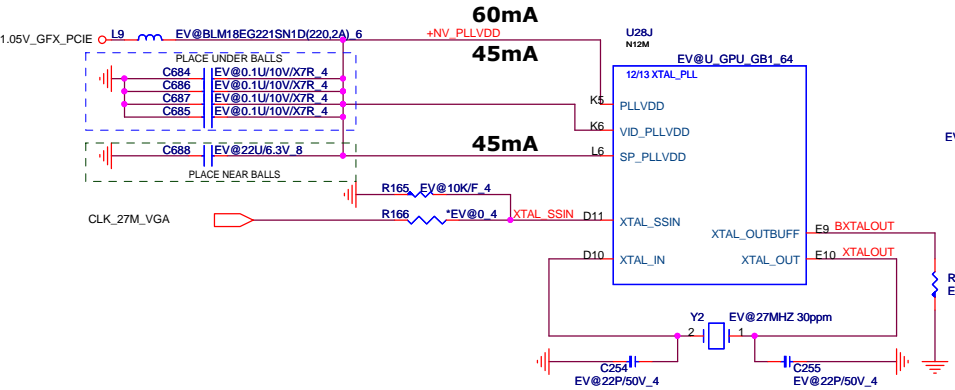 60mA
1.05V_GFX_PCIE L9 EV@BLM18EG221SN1D(220,2A)_6 +NV_PLLVDD
U28J
N12M
45mA
EV@U_GPU_GB1_64
PLACE UNDER BALLS
12/13 XTAL_PLL
C684 EV@0.1U/10V/X7R_4
C686 EV@0.1U/10V/X7R_4
C687 EV@0.1U/10V/X7R_4
C685 EV@0.1U/10V/X7R_4
K5 PLLVDD
K6 VID_PLLVDD
45mA
EV
C688 EV@22U/6.3V_8
L6 SP_PLLVDD
PLACE NEAR BALLS
R165 EV@10K/F_4
CLK_27M_VGA R166 *EV@0_4 XTAL_SSIN D11 XTAL_SSIN
XTAL_OUTBUFF E9 BXTALOUT
D10 XTAL_IN XTAL_OUT E10 XTALOUT
R
E
Y2 EV@27MHZ 30ppm
2 1
C254 C255
EV@22P/50V_4 EV@22P/50V_4